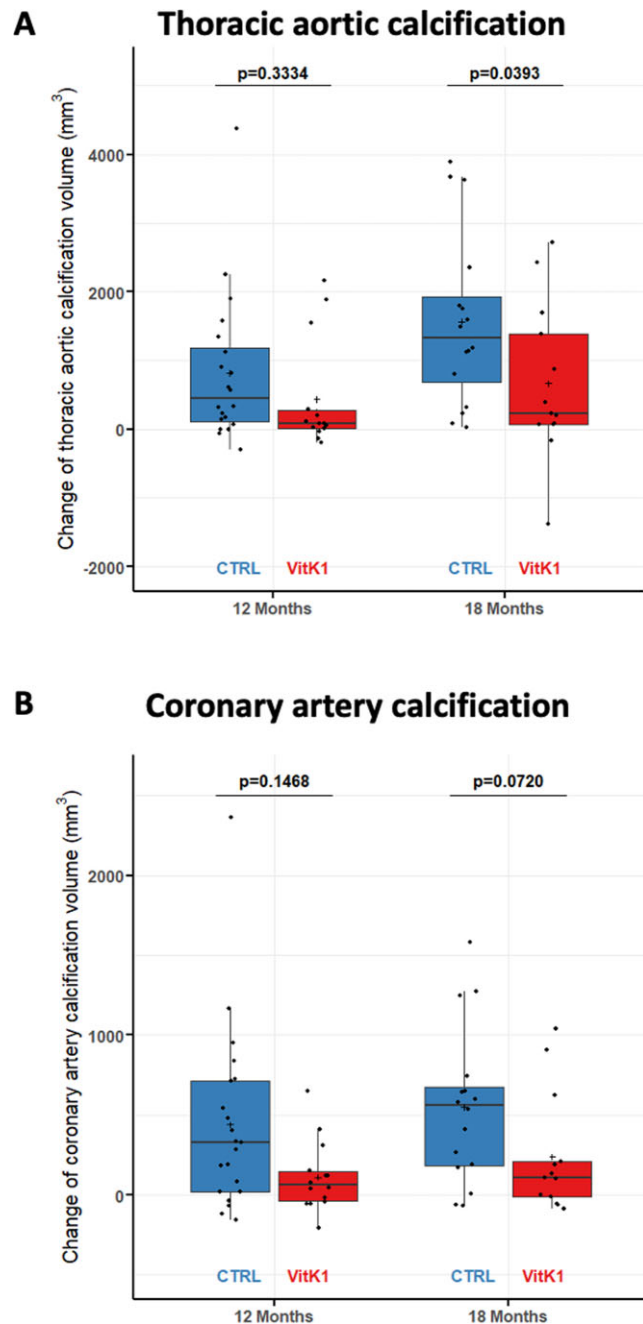 A Thoracic aortic calcification
p=0.3334 p=0.0393
Change of thoracic aortic calcification volume (mm³)
4000
2000
0
-2000
CTRL VitK1 CTRL VitK1
12 Months 18 Months
B Coronary artery calcification
p=0.1468 p=0.0720
Change of coronary artery calcification volume (mm³)
2000
1000
0
CTRL VitK1 CTRL VitK1
12 Months 18 Months